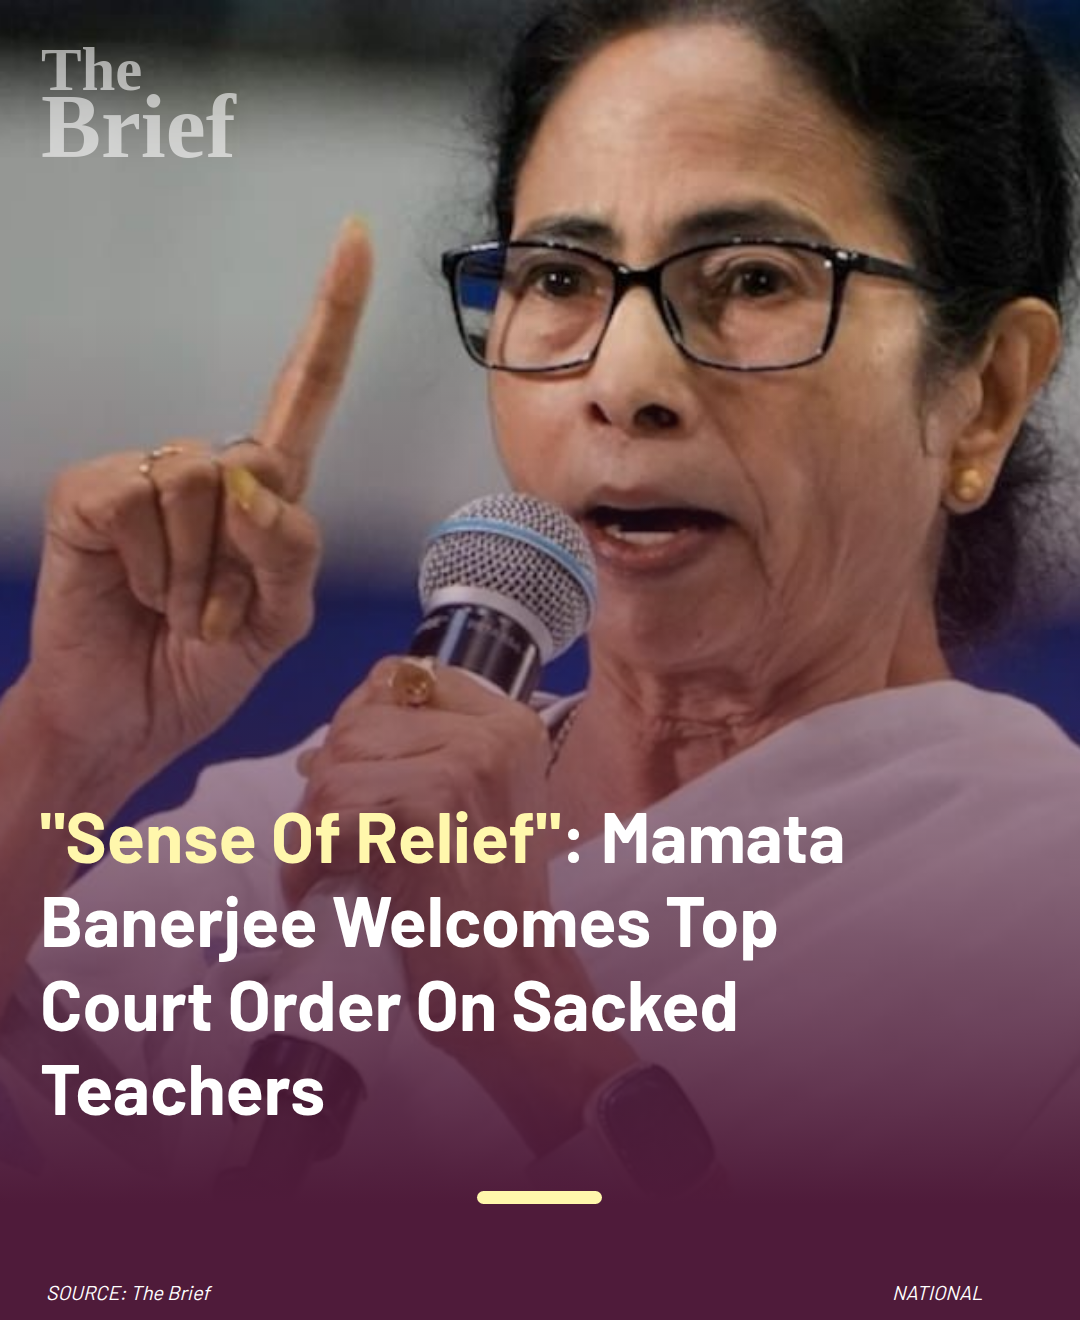 The
Brief
"Sense Of Relief": Mamata
Banerjee Welcomes Top
Court Order On Sacked
Teachers
SOURCE: The Brief
NATIONAL